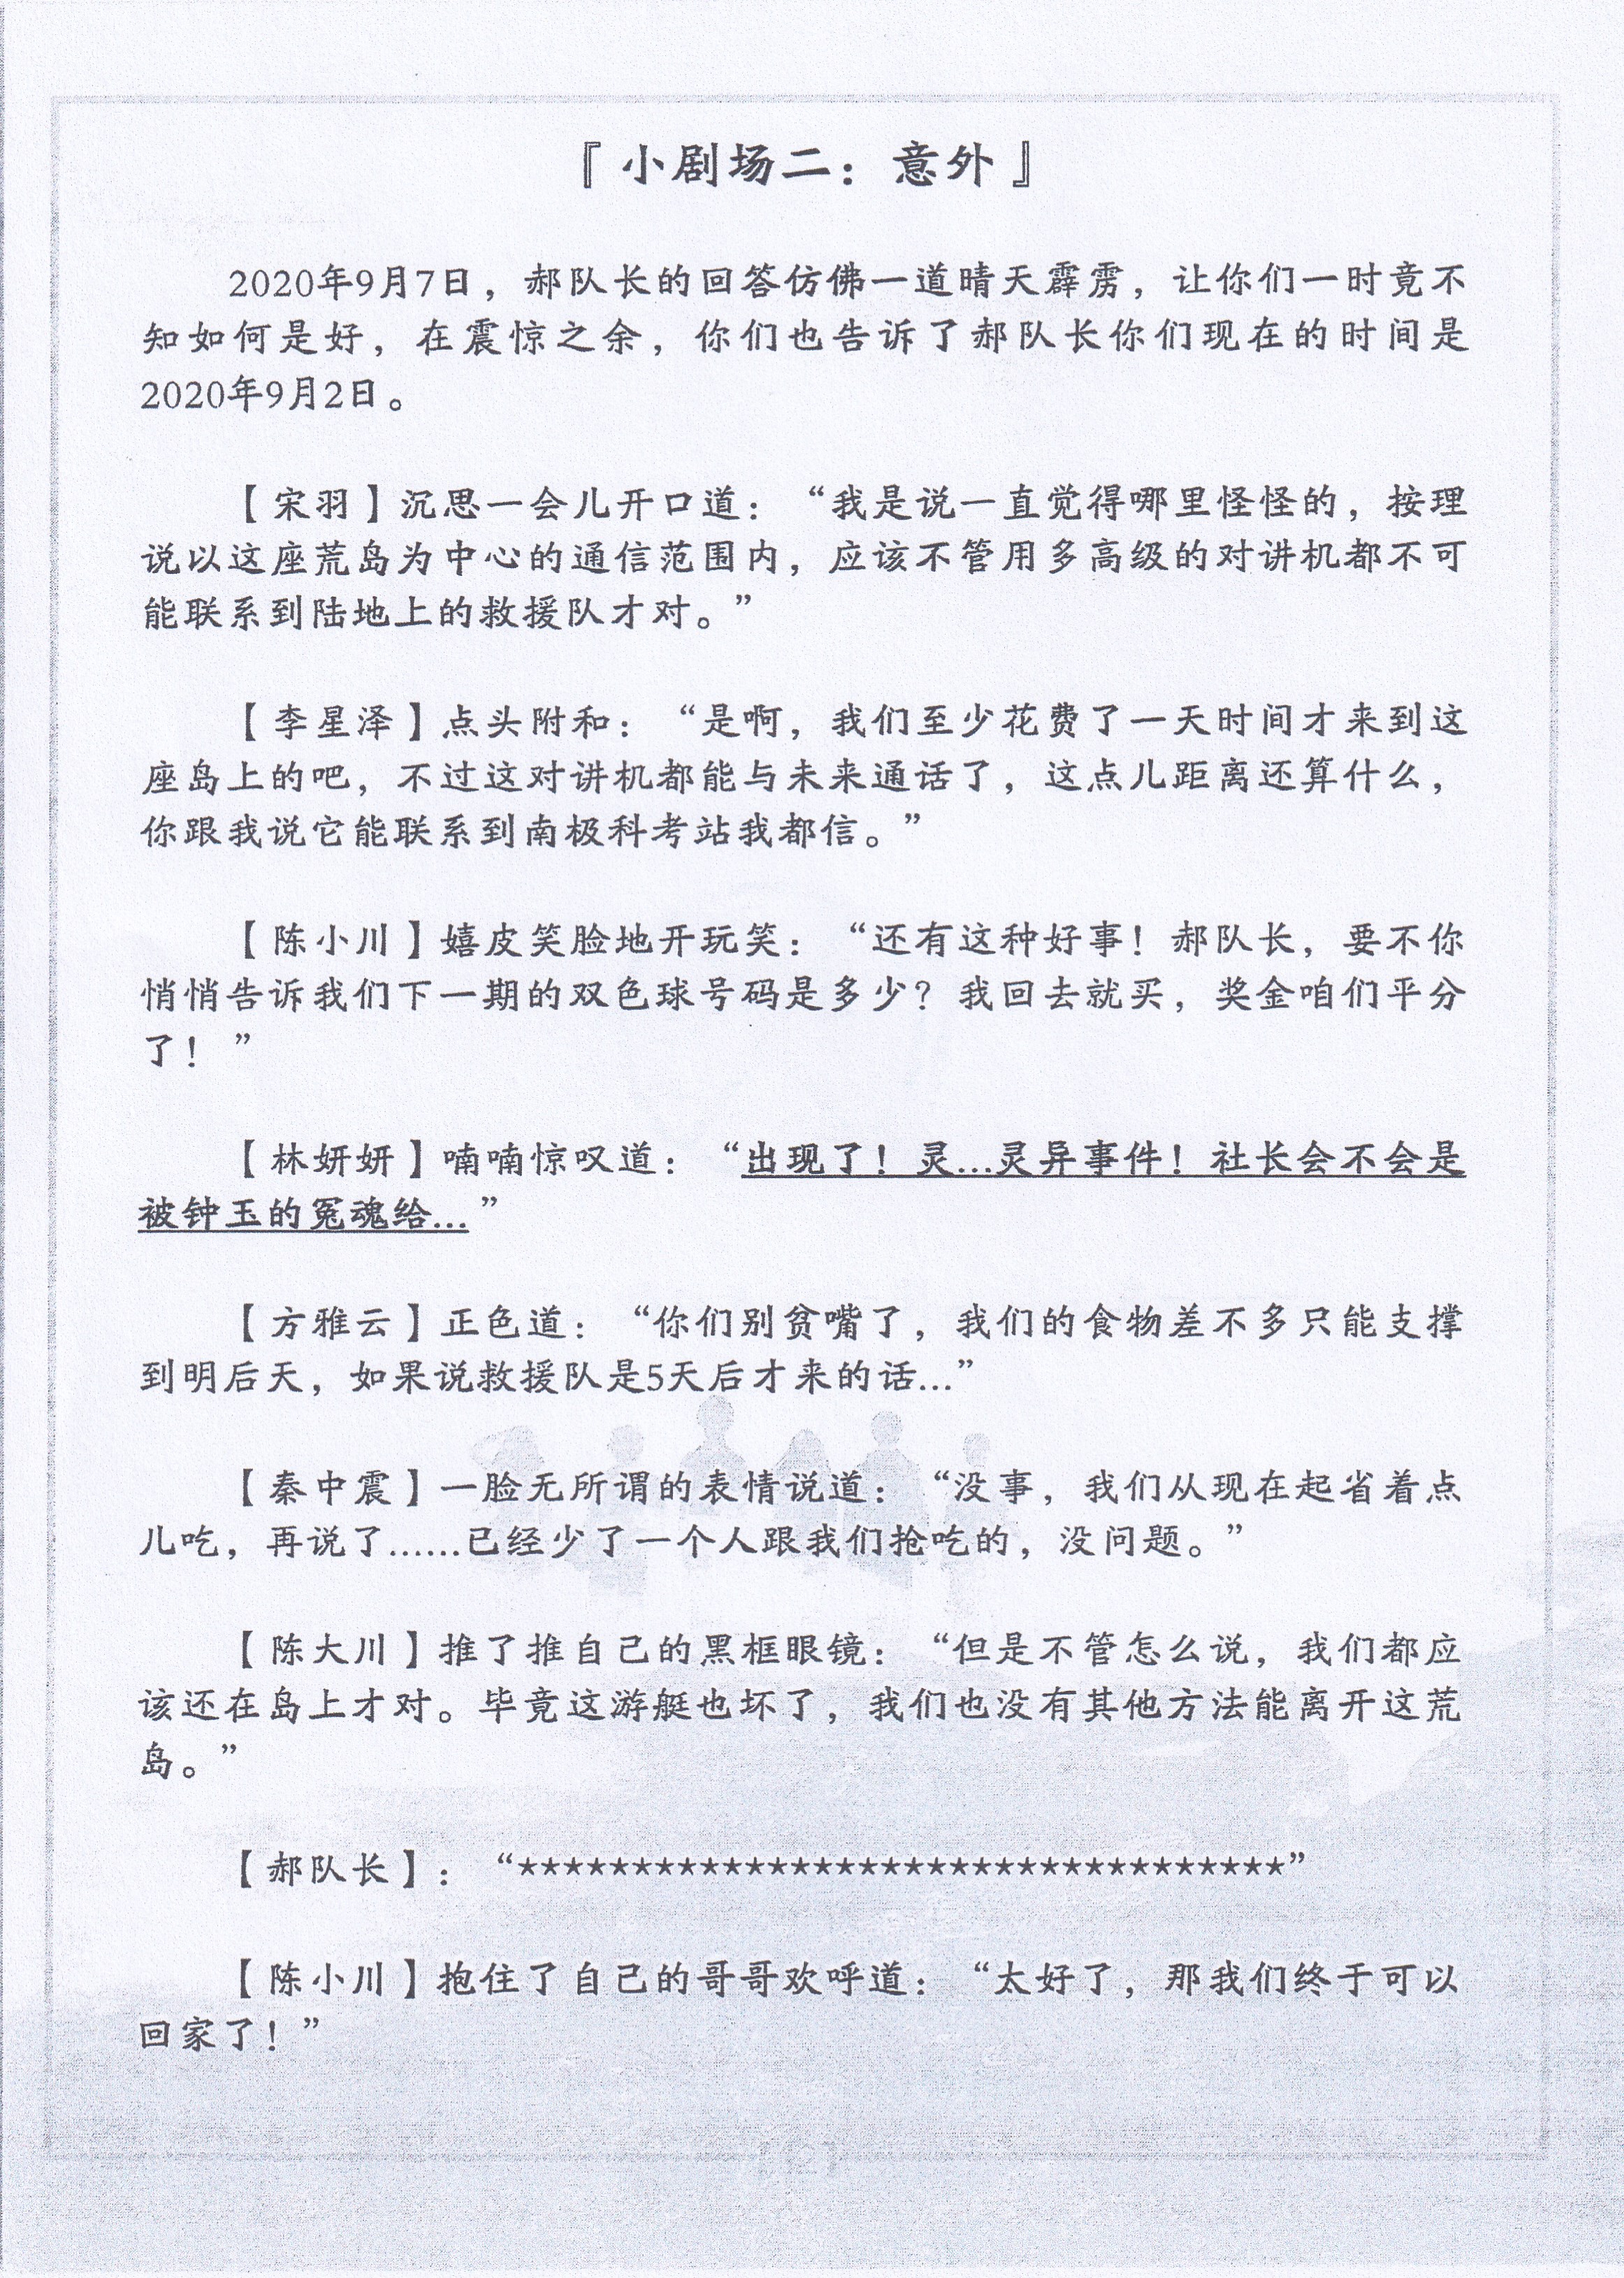 『小剧场二：意外』
2020年9月7日，郝队长的回答仿佛一道晴天霹雳，让你们一时竟不
知如何是好，在震惊之余，你们也告诉了郝队长你们现在的时间是
2020年9月2日。
【宋羽】沉思一会儿开口道：“我是说一直觉得哪里怪怪的，按理
说以这座荒岛为中心的通信范围内，应该不管用多高级的对讲机都不可
能联系到陆地上的救援队才对。”
【李星泽】点头附和：“是啊，我们至少花费了一天时间才来到这
座岛上的吧，不过这对讲机都能与未来通话了，这点儿距离还算什么，
你跟我说它能联系到南极科考站我都信。”
【陈小川】嬉皮笑脸地开玩笑：“还有这种好事！郝队长，要不你
悄悄告诉我们下一期的双色球号码是多少？我回去就买，奖金咱们平分
了！”
【林妍妍】喃喃惊叹道：“出现了！灵...灵异事件！社长会不会是
被钟玉的冤魂给...”
【方雅云】正色道：“你们别贫嘴了，我们的食物差不多只能支撑
到明后天，如果说救援队是5天后才来的话...”
【秦中震】一脸无所谓的表情说道：“没事，我们从现在起省着点
儿吃，再说了......已经少了一个人跟我们抢吃的，没问题。”
【陈大川】推了推自己的黑框眼镜：“但是不管怎么说，我们都应
该还在岛上才对。毕竟这游艇也坏了，我们也没有其他方法能离开这荒
岛。”
【郝队长】：“★★★★★★★★★★★★★★★★★★★★★★★★★★★★★★★★★★”
【陈小川】抱住了自己的哥哥欢呼道：“太好了，那我们终于可以
回家了！”
【2】